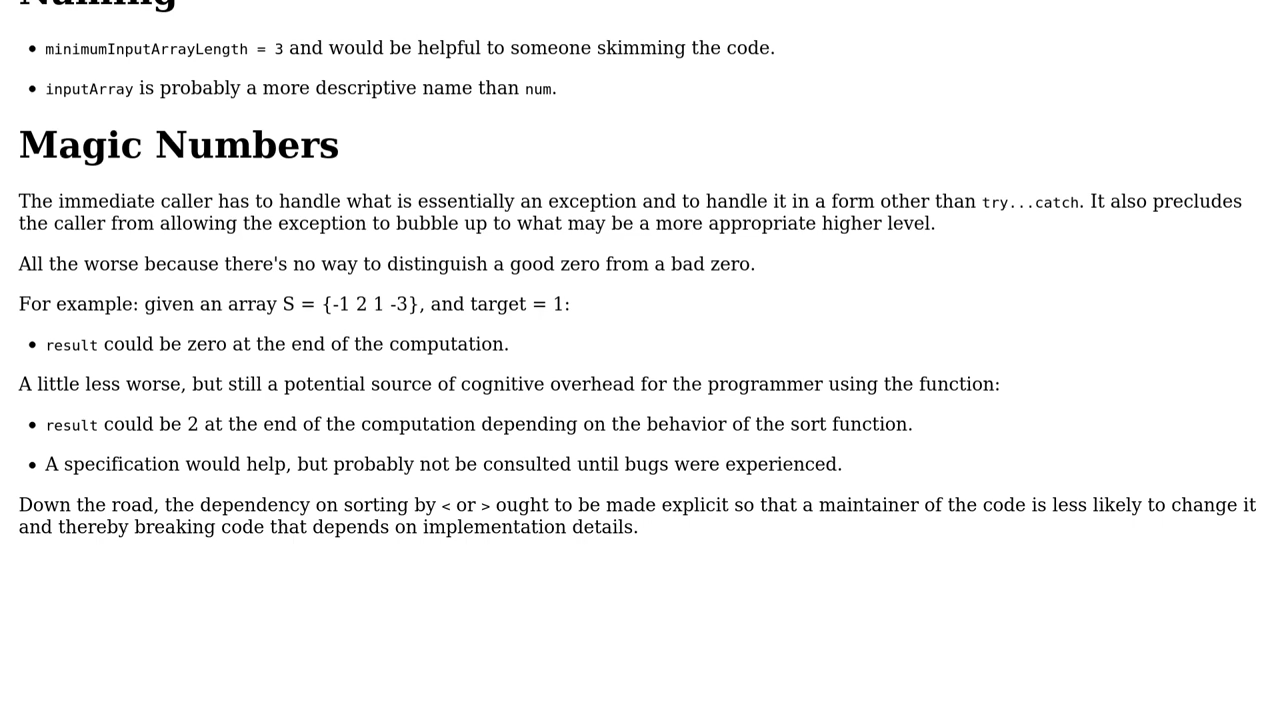 Naming
• minimumInputArrayLength = 3 and would be helpful to someone skimming the code.
• inputArray is probably a more descriptive name than num.
Magic Numbers
The immediate caller has to handle what is essentially an exception and to handle it in a form other than try...catch. It also precludes
the caller from allowing the exception to bubble up to what may be a more appropriate higher level.
All the worse because there's no way to distinguish a good zero from a bad zero.
For example: given an array S = {-1 2 1 -3}, and target = 1:
• result could be zero at the end of the computation.
A little less worse, but still a potential source of cognitive overhead for the programmer using the function:
• result could be 2 at the end of the computation depending on the behavior of the sort function.
• A specification would help, but probably not be consulted until bugs were experienced.
Down the road, the dependency on sorting by < or > ought to be made explicit so that a maintainer of the code is less likely to change it
and thereby breaking code that depends on implementation details.